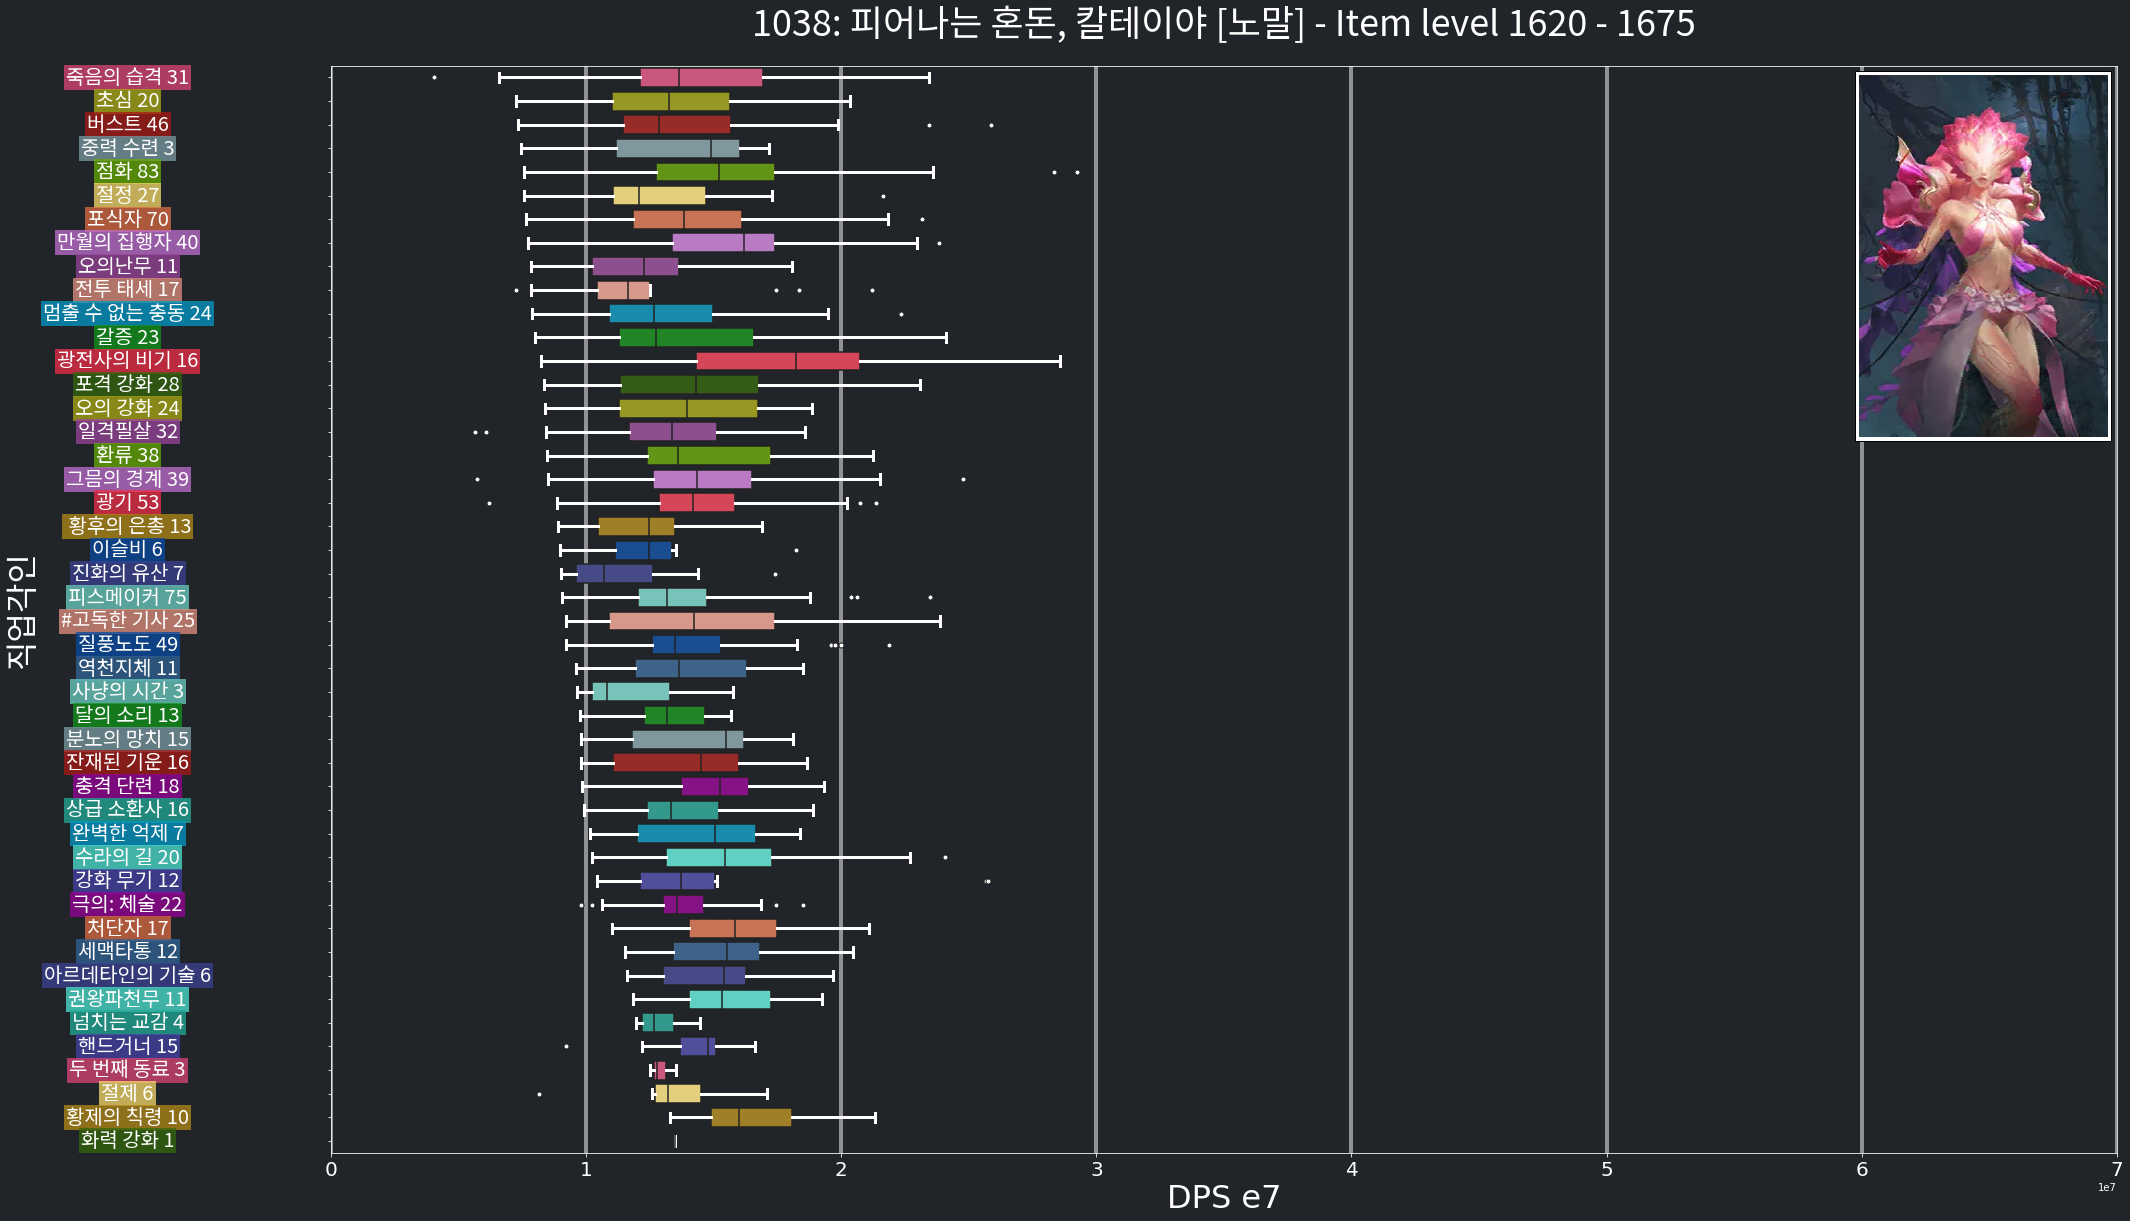 1038: 피어나는 혼돈, 칼테이야 [노말] - Item level 1620 - 1675
죽음의 습격 31
초심 20
버스트 46
중력 수련 3
점화 83
절정 27
포식자 70
만월의 집행자 40
오의난무 11
전투 태세 17
멈출 수 없는 충동 24
갈증 23
광전사의 비기 16
포격 강화 28
오의 강화 24
일격필살 32
환류 38
그믐의 경계 39
광기 53
황후의 은총 13
이슬비 6
진화의 유산 7
피스메이커 75
#고독한 기사 25
질풍노도 49
역천지체 11
사냥의 시간 3
달의 소리 13
분노의 망치 15
잔재된 기운 16
충격 단련 18
상급 소환사 16
완벽한 억제 7
수라의 길 20
강화 무기 12
극의: 체술 22
처단자 17
세맥타통 12
아르데타인의 기술 6
권왕파천무 11
넘치는 교감 4
핸드거너 15
두 번째 동료 3
절제 6
황제의 칙령 10
화력 강화 1
직업각인
0 1 2 3 4 5 6 7
1e7
DPS e7